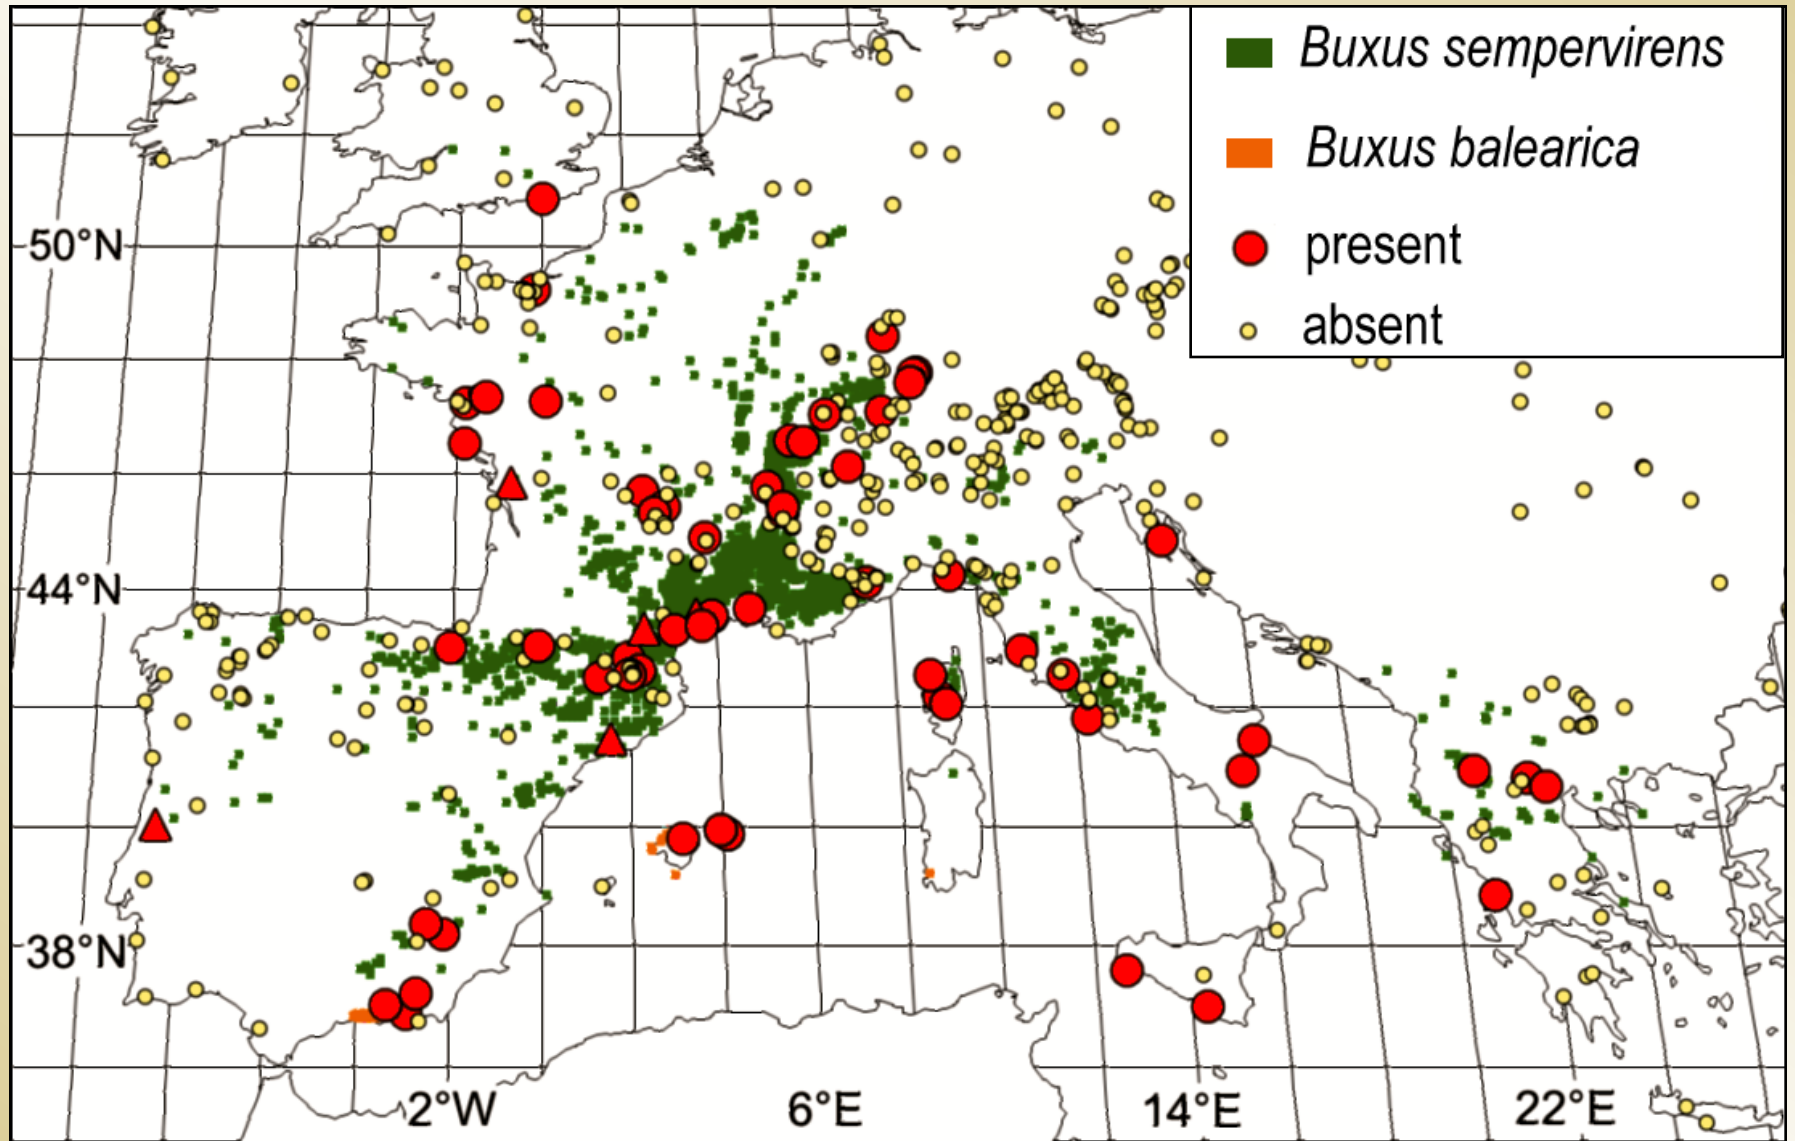 Buxus sempervirens
Buxus balearica
present
absent
50°N
44°N
38°N
2°W
6°E
14°E
22°E